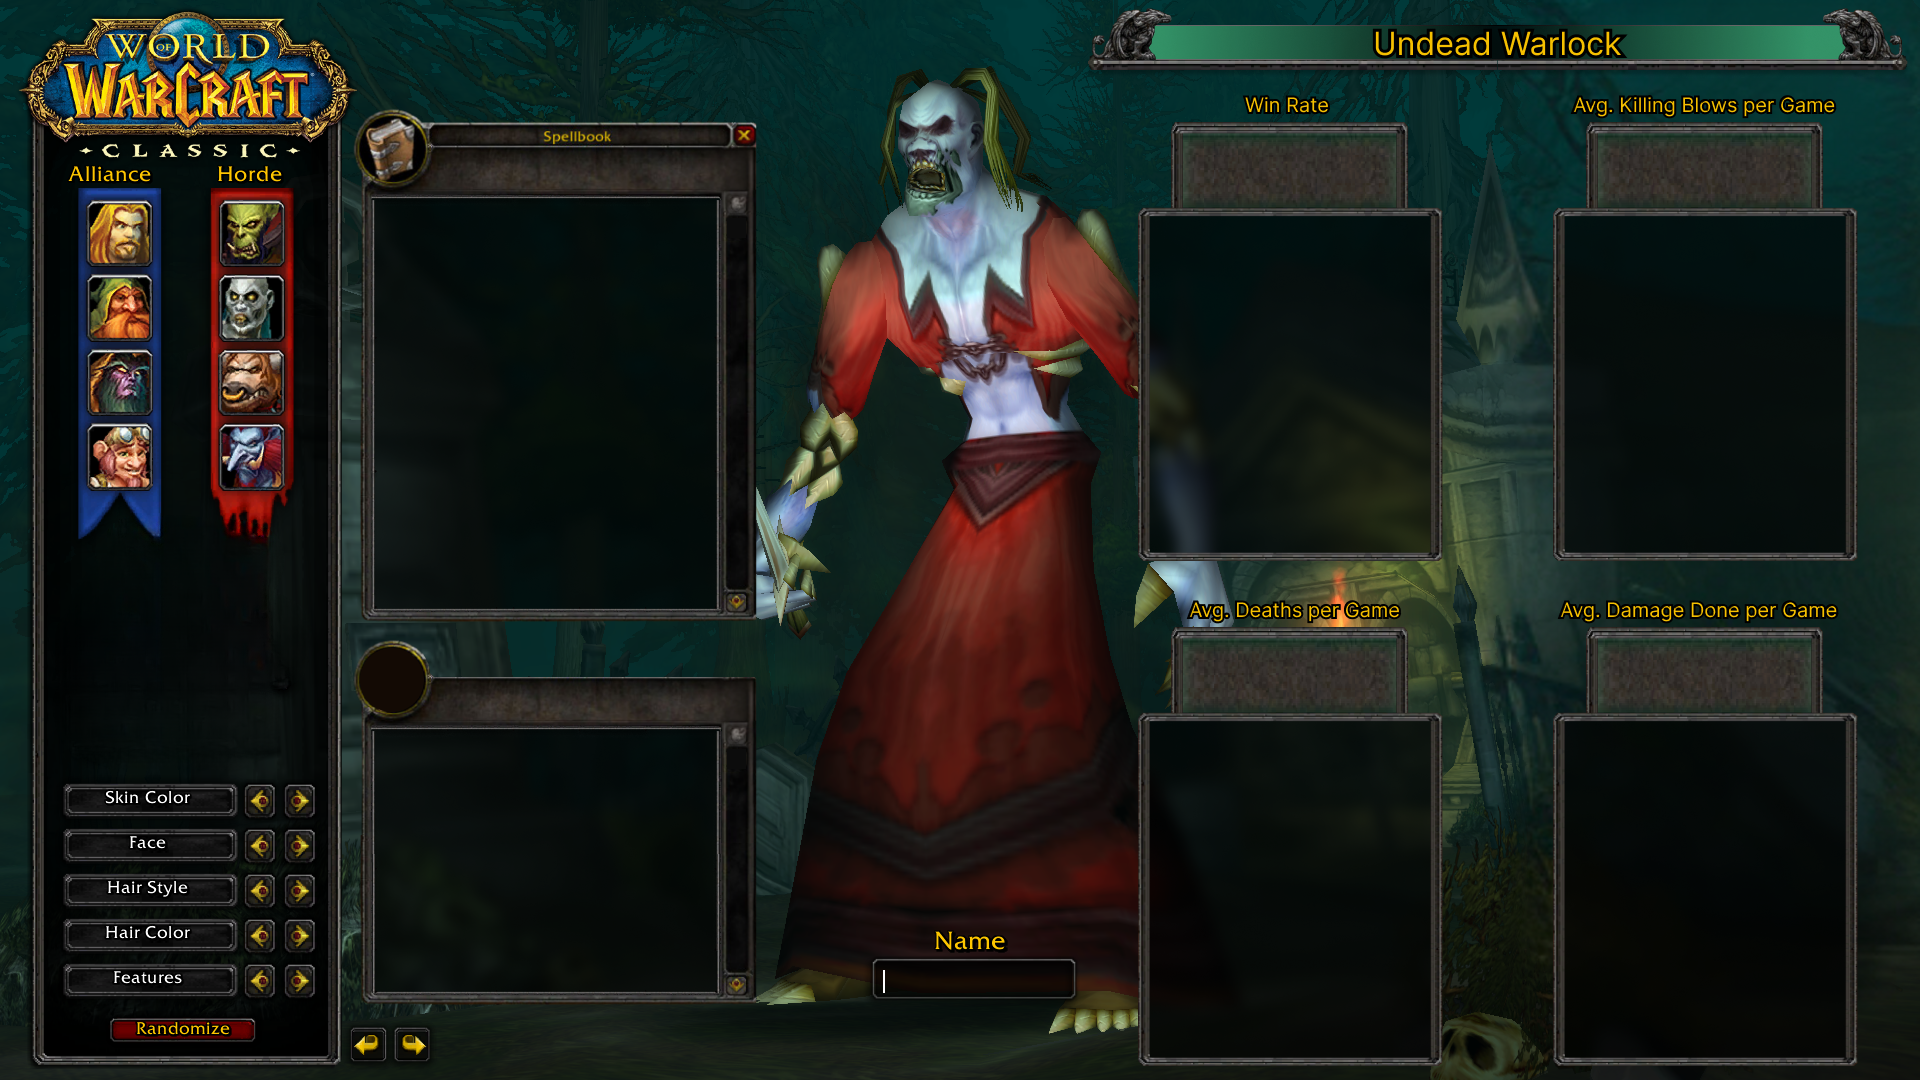 WORLD
OF
WARCRAFT
CLASSIC
Alliance
Horde
Skin Color
Face
Hair Style
Hair Color
Features
Randomize
Spellbook
Name
Undead Warlock
Win Rate
Avg. Killing Blows per Game
Avg. Deaths per Game
Avg. Damage Done per Game